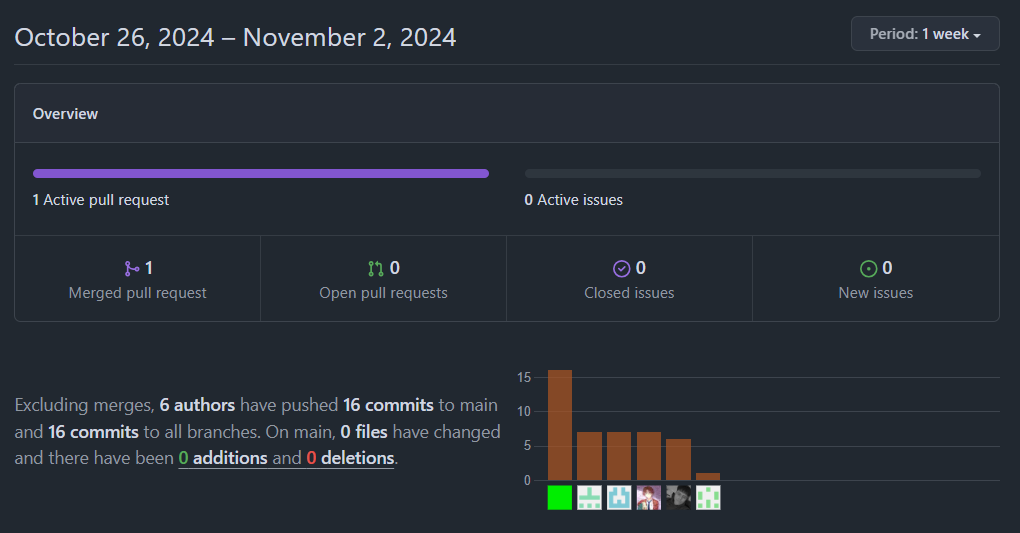 October 26, 2024 – November 2, 2024
Period: 1 week
Overview
1 Active pull request
0 Active issues
1
Merged pull request
0
Open pull requests
0
Closed issues
0
New issues
Excluding merges, 6 authors have pushed 16 commits to main
and 16 commits to all branches. On main, 0 files have changed
and there have been 0 additions and 0 deletions.
15
10
5
0